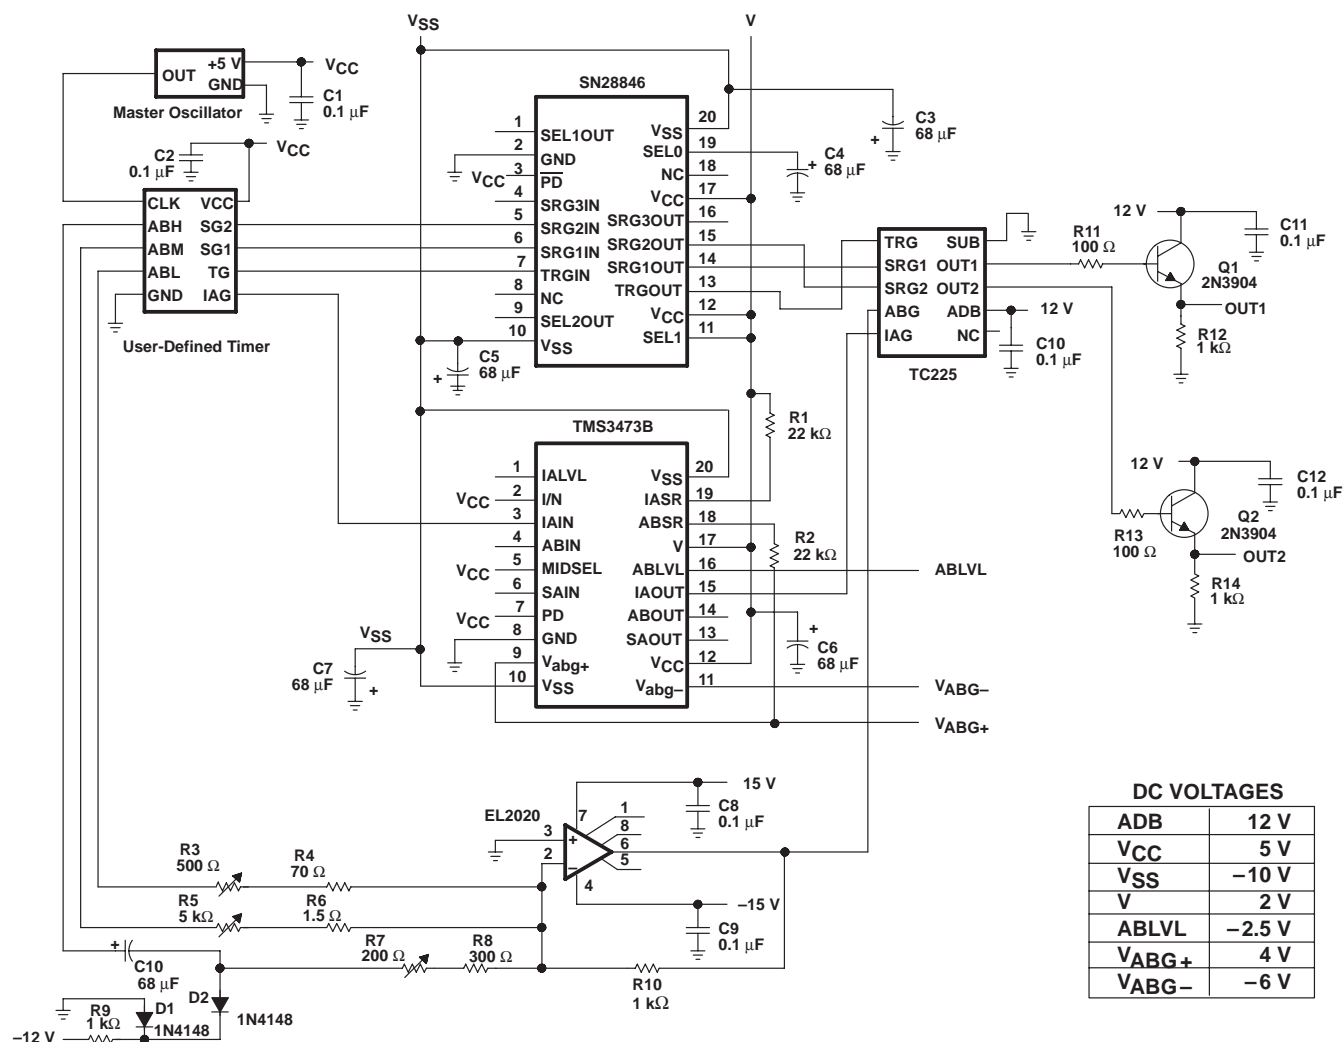 VSS
V
OUT
+5 V
GND
VCC
C1
0.1 µF
Master Oscillator
C2
0.1 µF
VCC
CLK
ABH
ABM
ABL
GND
VCC
SG2
SG1
TG
IAG
User-Defined Timer
SN28846
1
SEL1OUT
2
GND
VCC
3
PD
4
SRG3IN
5
SRG2IN
6
SRG1IN
7
TRGIN
8
NC
9
SEL2OUT
10
VSS
VSS
20
SEL0
19
NC
18
VCC
17
SRG3OUT
16
SRG2OUT
15
SRG1OUT
14
TRGOUT
13
VCC
12
SEL1
11
C3
68 µF
+
C4
68 µF
+
C5
68 µF
+
TRG
SRG1
SRG2
ABG
IAG
SUB
OUT1
OUT2
ADB
NC
TC225
12 V
C10
0.1 µF
R11
100 Ω
12 V
C11
0.1 µF
Q1
2N3904
OUT1
R12
1 kΩ
12 V
C12
0.1 µF
Q2
2N3904
R13
100 Ω
OUT2
R14
1 kΩ
R1
22 kΩ
TMS3473B
1
IALVL
VCC
2
I/N
3
IAIN
4
ABIN
VCC
5
MIDSEL
6
SAIN
VCC
7
PD
8
GND
9
Vabg+
10
VSS
VSS
20
IASR
19
ABSR
18
V
17
ABLVL
16
IAOUT
15
ABOUT
14
SAOUT
13
VCC
12
Vabg–
11
R2
22 kΩ
ABLVL
+
C6
68 µF
VSS
C7
68 µF
+
VABG–
VABG+
15 V
C8
0.1 µF
EL2020
3
+
2
–
7
1
8
6
5
4
–15 V
C9
0.1 µF
R3
500 Ω
R4
70 Ω
R5
5 kΩ
R6
1.5 Ω
R7
200 Ω
R8
300 Ω
R10
1 kΩ
+
C10
68 µF
D2
1N4148
D1
1N4148
R9
1 kΩ
–12 V
DC VOLTAGES
ADB 12 V
VCC 5 V
VSS –10 V
V 2 V
ABLVL –2.5 V
VABG+ 4 V
VABG– –6 V